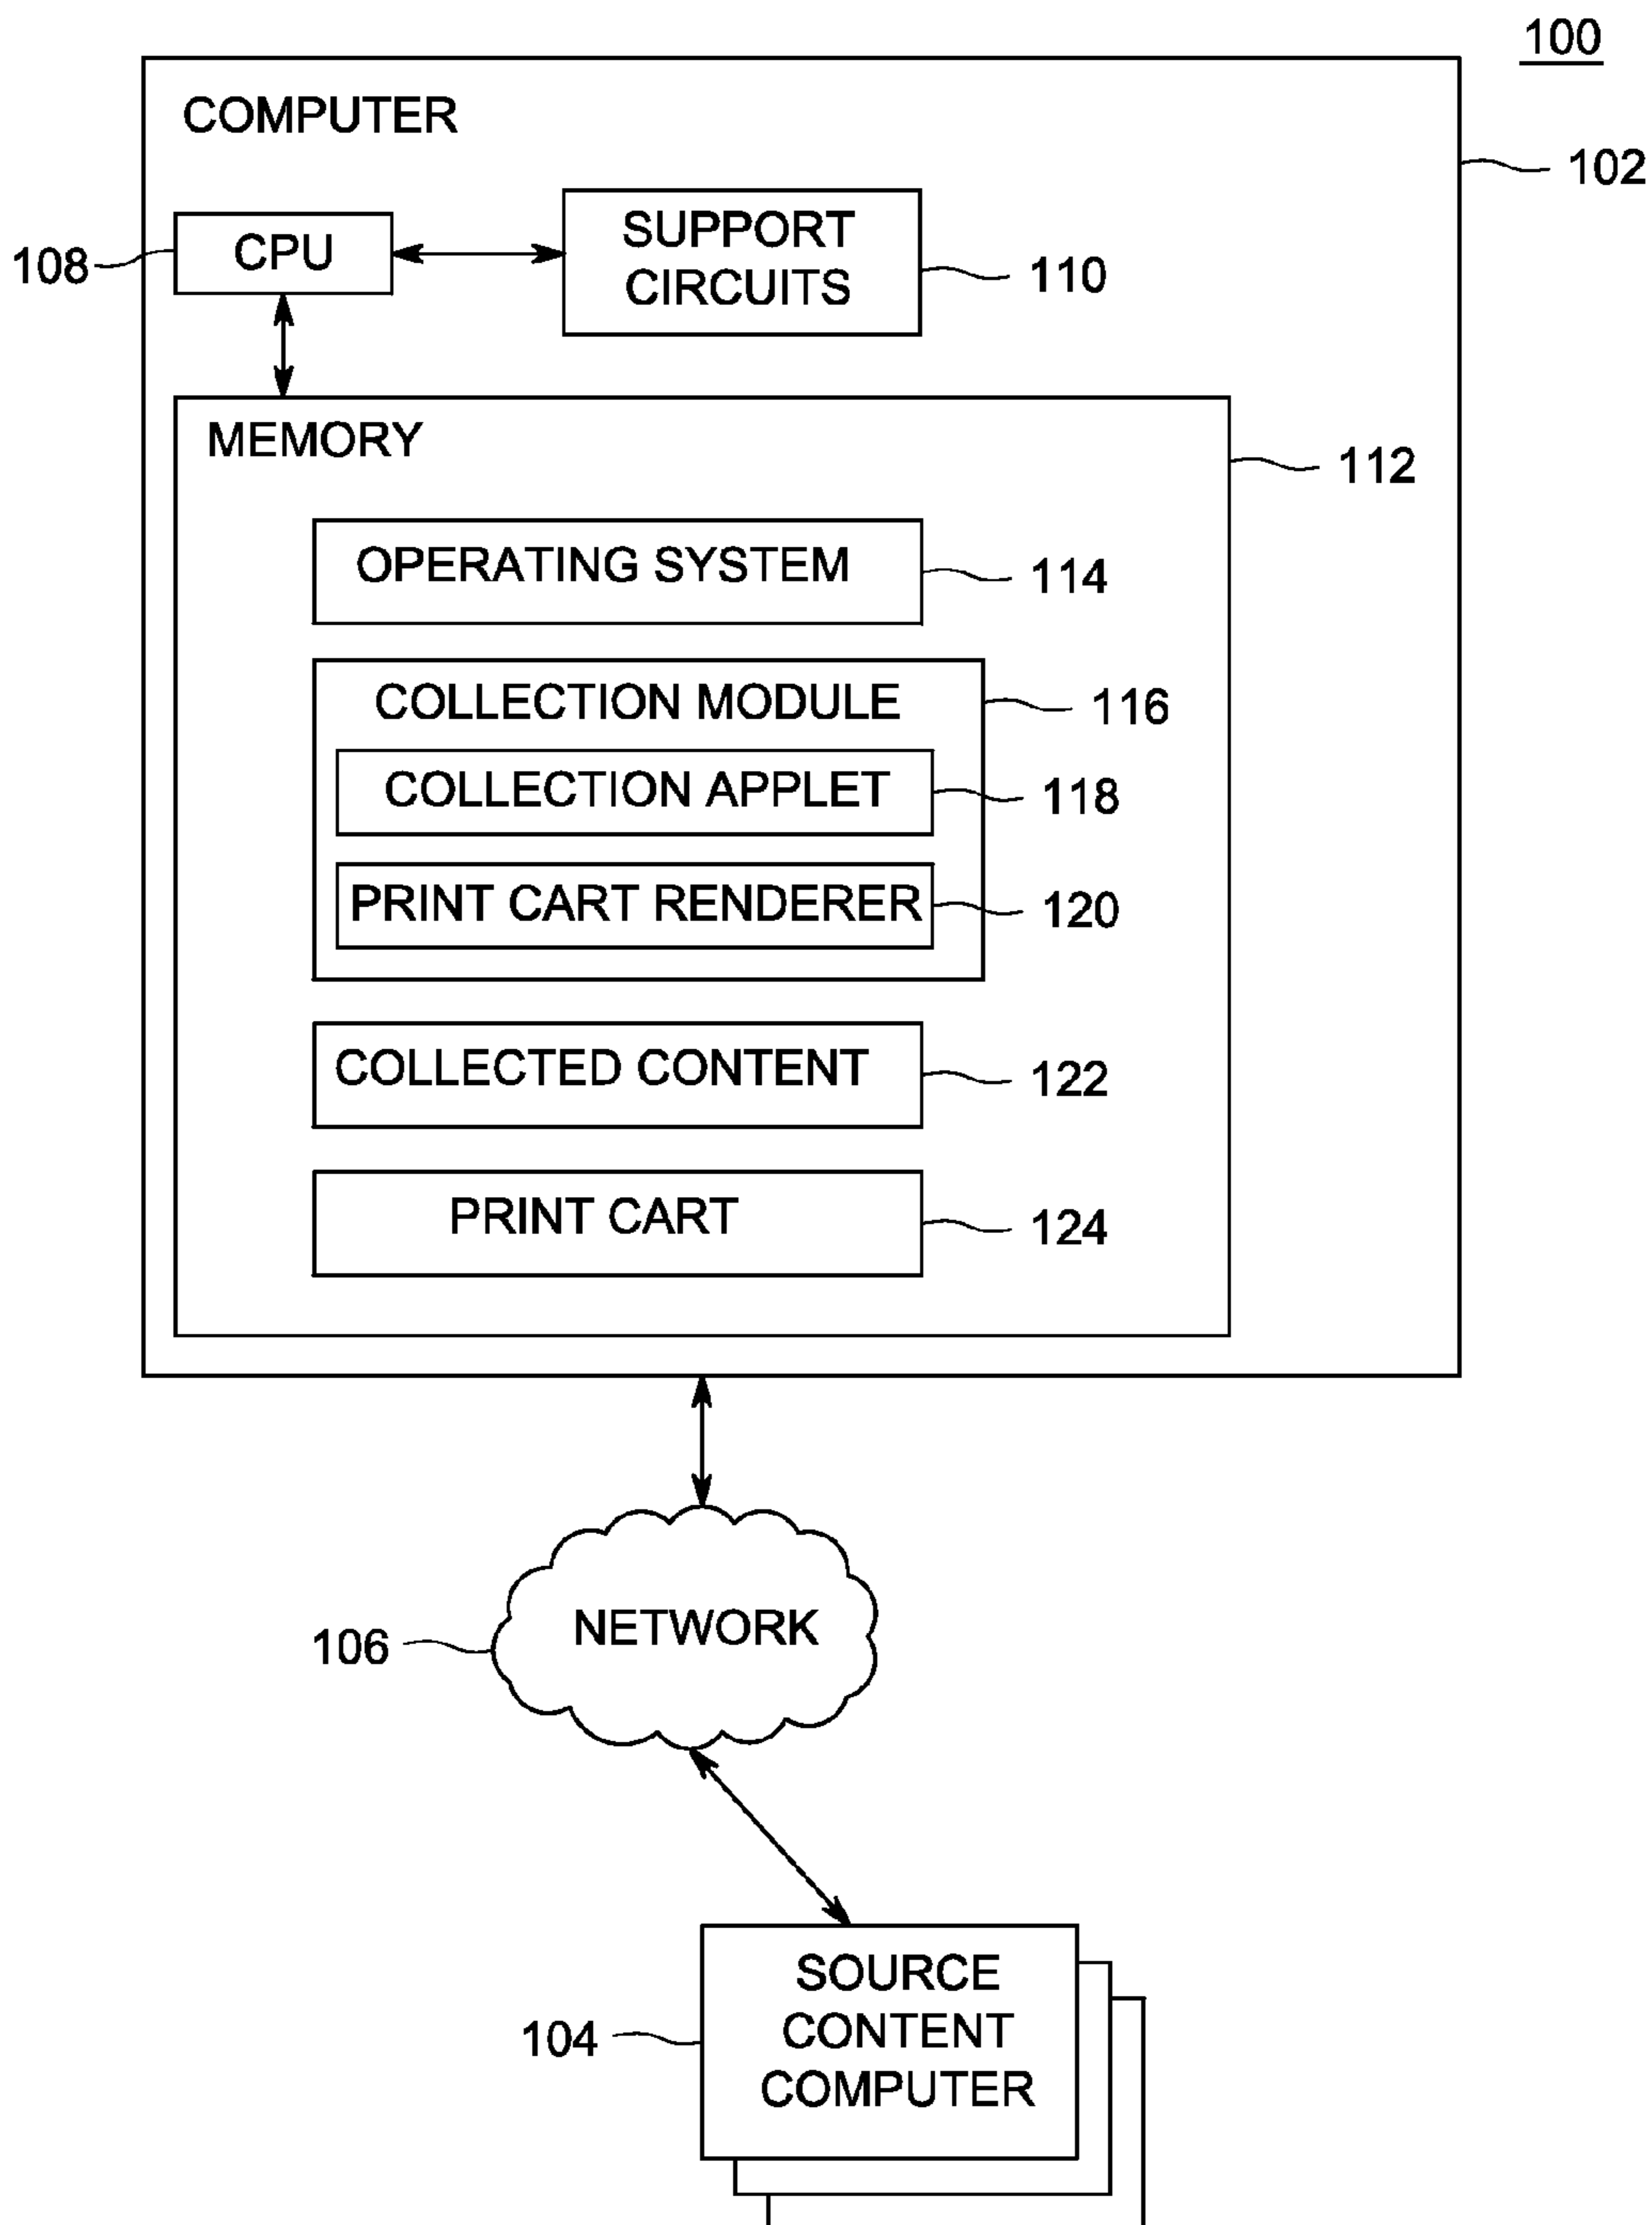 100
COMPUTER
102
108
CPU
SUPPORT
CIRCUITS
110
MEMORY
112
OPERATING SYSTEM
114
COLLECTION MODULE
116
COLLECTION APPLET
118
PRINT CART RENDERER
120
COLLECTED CONTENT
122
PRINT CART
124
NETWORK
106
SOURCE
CONTENT
COMPUTER
104